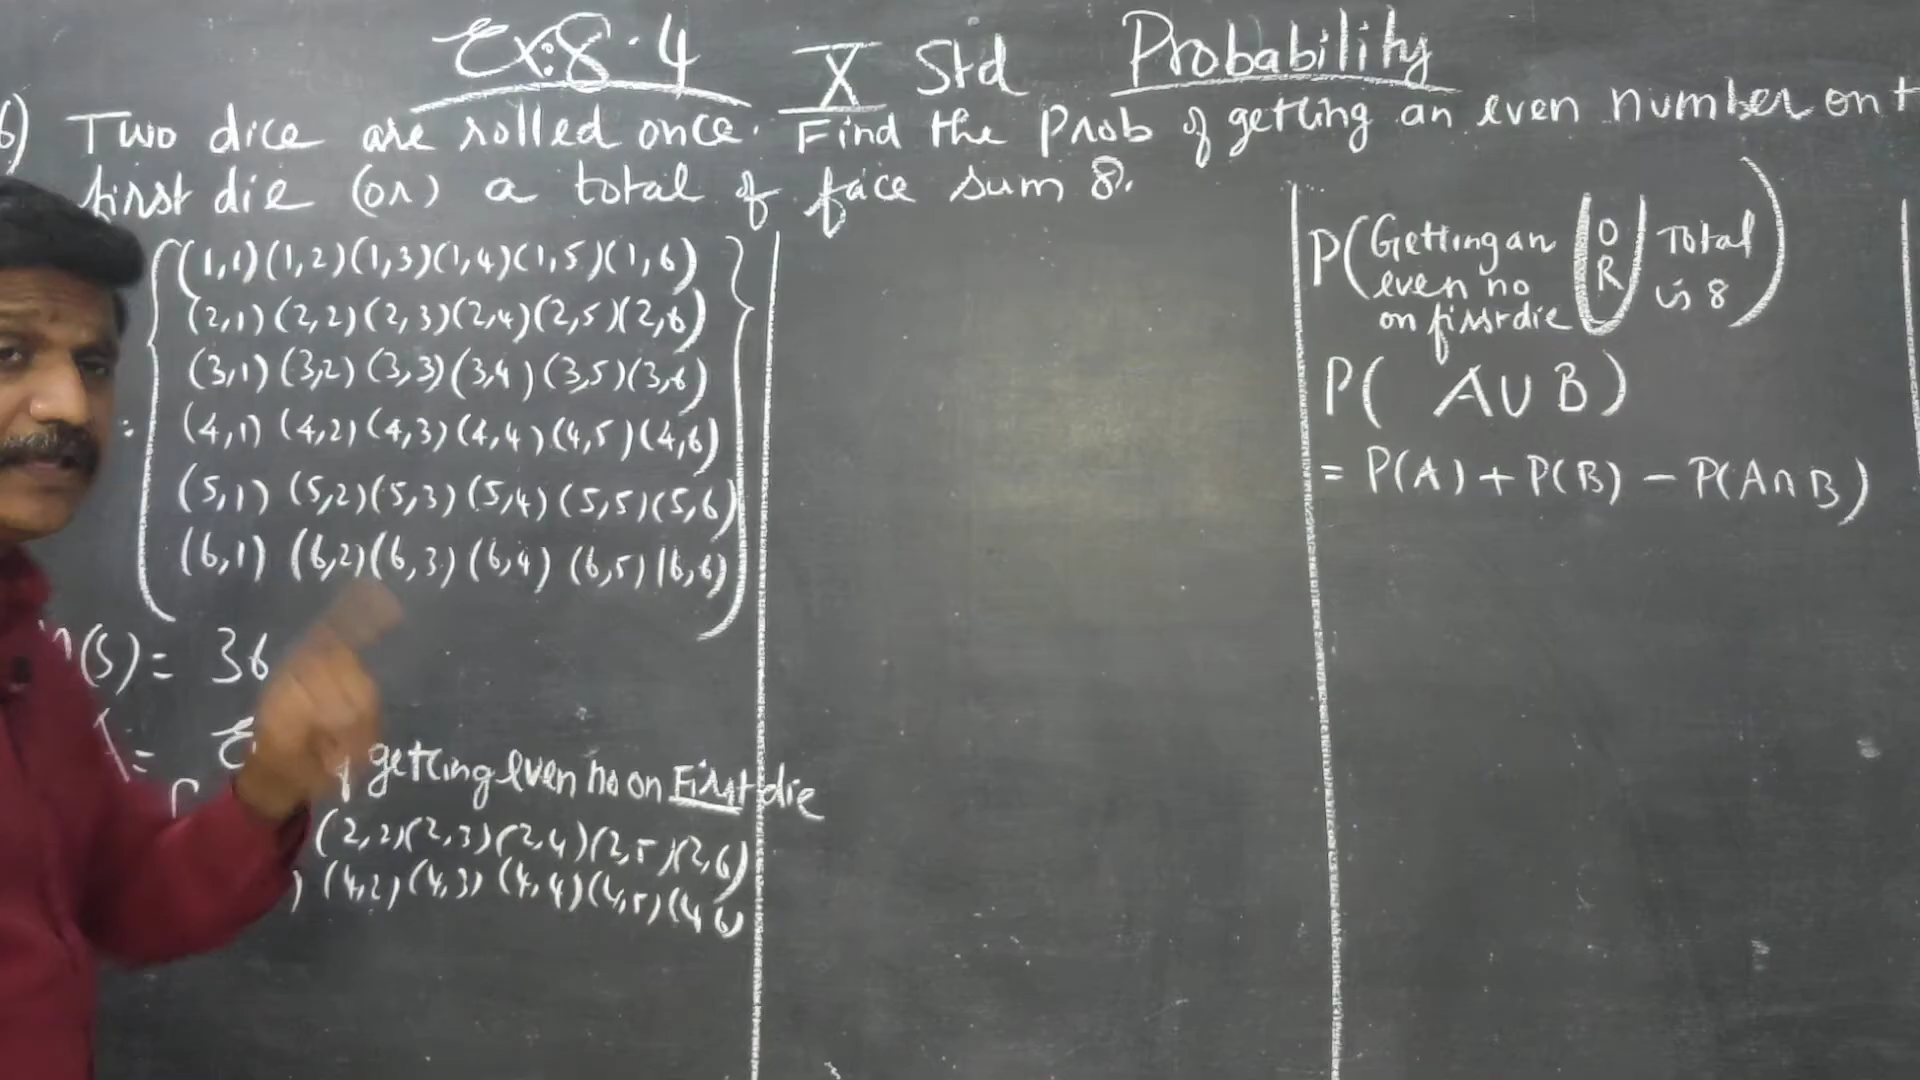 Ex:8.4 X Std Probability
6) Two dice are rolled once. Find the Prob of getting an even number on t
first die (or) a total of face sum 8.
(1,1)(1,2)(1,3)(1,4)(1,5)(1,6)
(2,1)(2,2)(2,3)(2,4)(2,5)(2,6)
(3,1)(3,2)(3,3)(3,4)(3,5)(3,6)
(4,1)(4,2)(4,3)(4,4)(4,5)(4,6)
(5,1)(5,2)(5,3)(5,4)(5,5)(5,6)
(6,1)(6,2)(6,3)(6,4)(6,5)(6,6)
n(S) = 36
getting even no on First die
(2,2)(2,3)(2,4)(2,5)(2,6)
) (4,2)(4,3)(4,4)(4,5)(4,6
P(Getting an OR Total
even no is 8)
on first die
P( A∪B)
= P(A) + P(B) - P(A∩B)